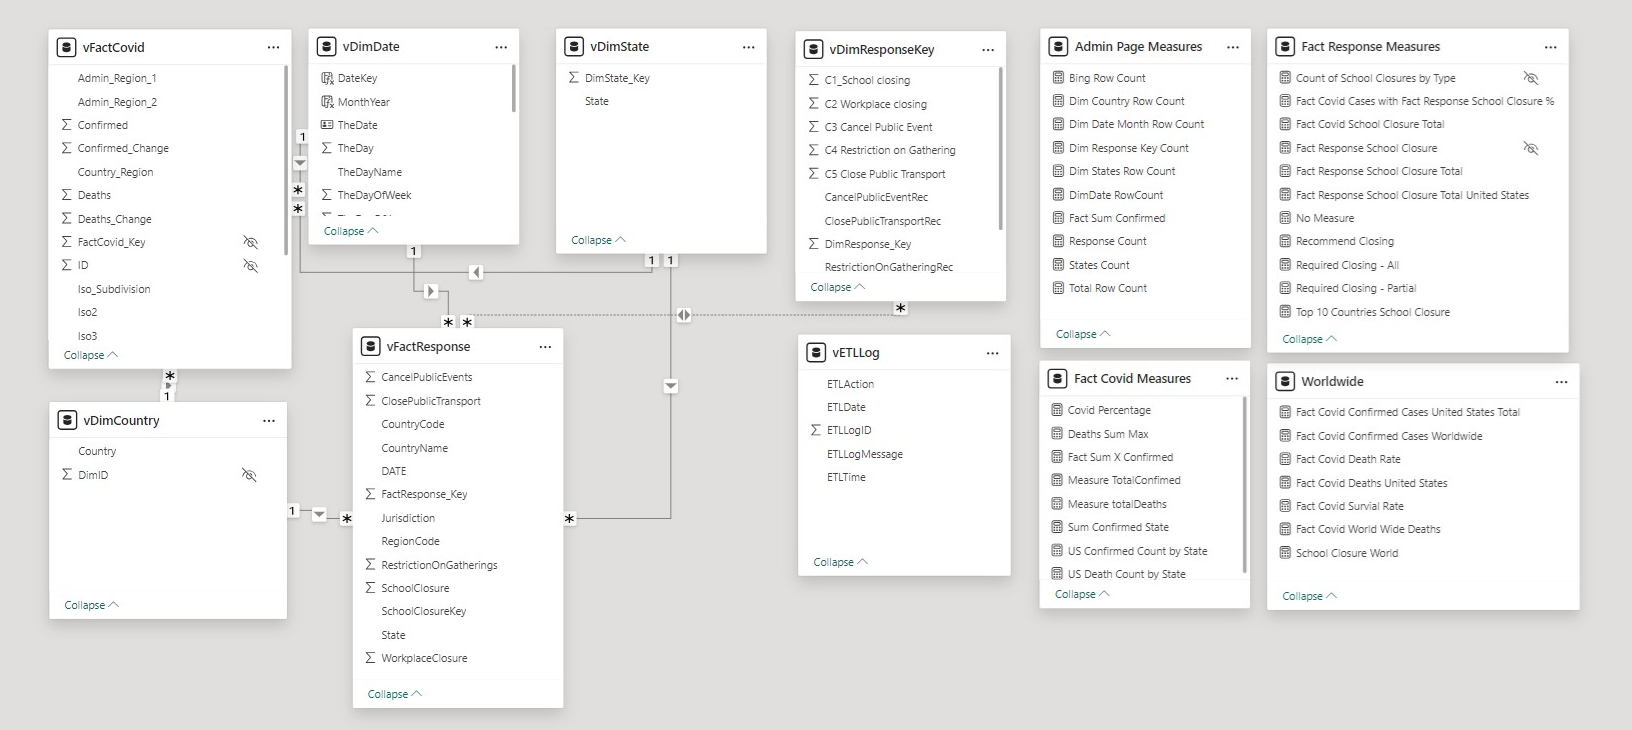 vFactCovid
Admin_Region_1
Admin_Region_2
Confirmed
Confirmed_Change
Country_Region
Deaths
Deaths_Change
FactCovid_Key
ID
Iso_Subdivision
Iso2
Iso3
Collapse
vDimDate
DateKey
MonthYear
TheDate
TheDay
TheDayName
TheDayOfWeek
Collapse
vDimState
DimState_Key
State
Collapse
vDimResponseKey
C1_School closing
C2 Workplace closing
C3 Cancel Public Event
C4 Restriction on Gathering
C5 Close Public Transport
CancelPublicEventRec
ClosePublicTransportRec
DimResponse_Key
RestrictionOnGatheringRec
Collapse
Admin Page Measures
Bing Row Count
Dim Country Row Count
Dim Date Month Row Count
Dim Response Key Count
Dim States Row Count
DimDate RowCount
Fact Sum Confirmed
Response Count
States Count
Total Row Count
Collapse
Fact Response Measures
Count of School Closures by Type
Fact Covid Cases with Fact Response School Closure %
Fact Covid School Closure Total
Fact Response School Closure
Fact Response School Closure Total
Fact Response School Closure Total United States
No Measure
Recommend Closing
Required Closing - All
Required Closing - Partial
Top 10 Countries School Closure
Collapse
1
*
*
1
1
1
*
*
*
*
1
vDimCountry
Country
DimID
Collapse
1
*
*
vFactResponse
CancelPublicEvents
ClosePublicTransport
CountryCode
CountryName
DATE
FactResponse_Key
Jurisdiction
RegionCode
RestrictionOnGatherings
SchoolClosure
SchoolClosureKey
State
WorkplaceClosure
Collapse
vETLLog
ETLAction
ETLDate
ETLLogID
ETLLogMessage
ETLTime
Collapse
Fact Covid Measures
Covid Percentage
Deaths Sum Max
Fact Sum X Confirmed
Measure TotalConfimed
Measure totalDeaths
Sum Confirmed State
US Confirmed Count by State
US Death Count by State
Collapse
Worldwide
Fact Covid Confirmed Cases United States Total
Fact Covid Confirmed Cases Worldwide
Fact Covid Death Rate
Fact Covid Deaths United States
Fact Covid Survial Rate
Fact Covid World Wide Deaths
School Closure World
Collapse